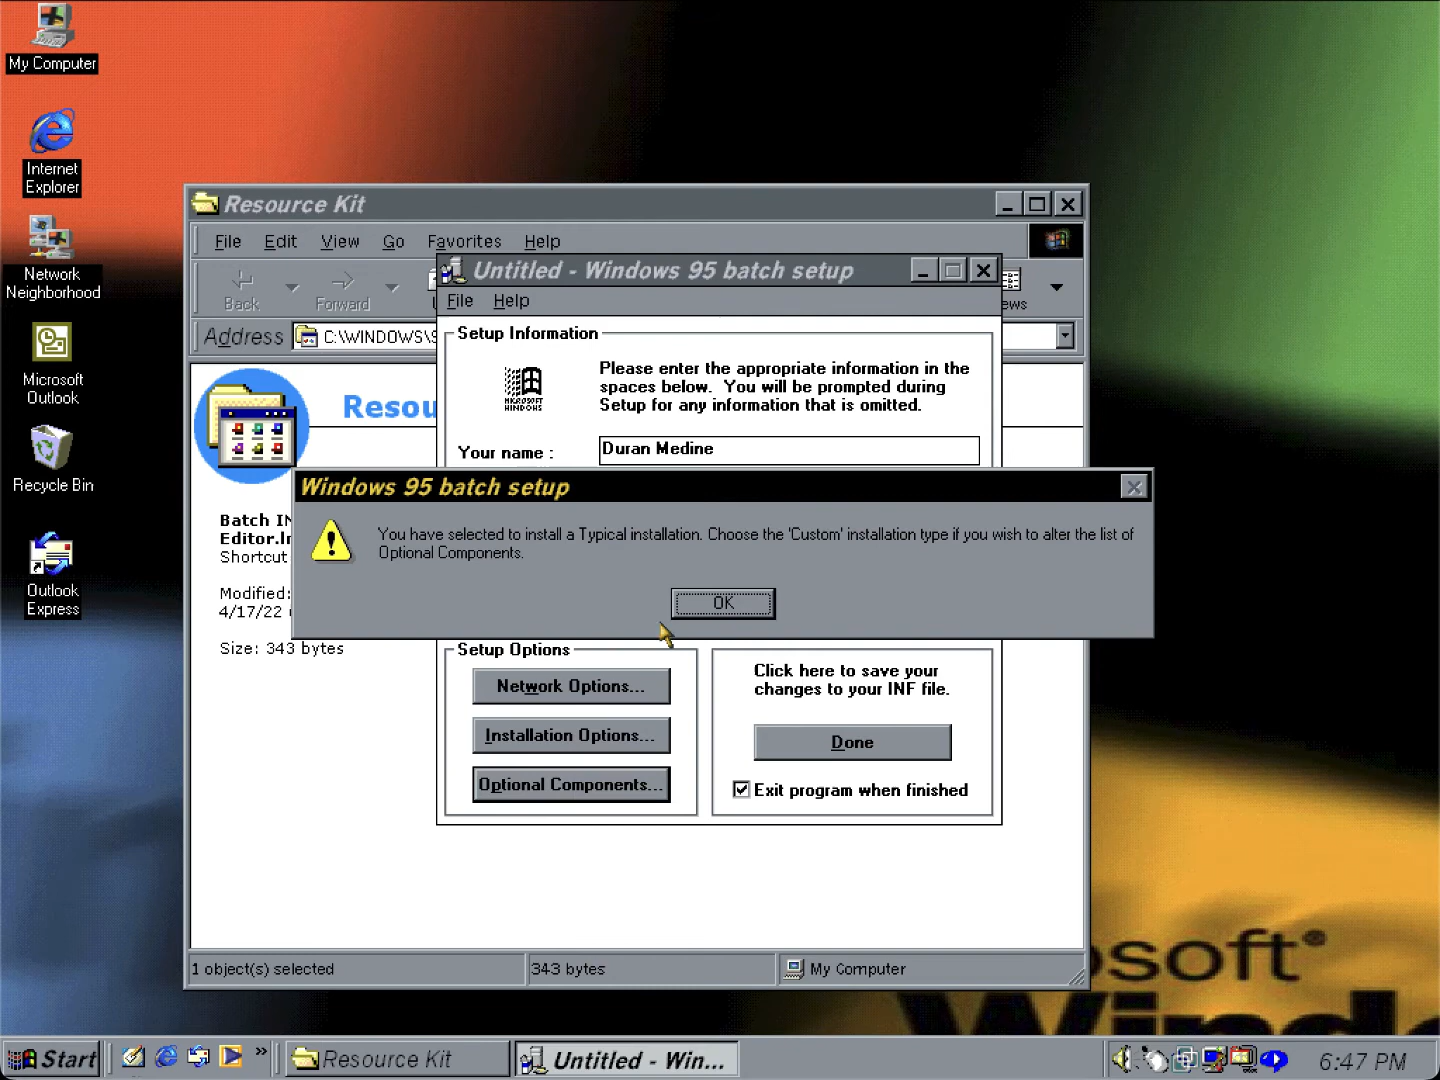 My Computer
Internet
Explorer
Network
Neighborhood
Microsoft
Outlook
Recycle Bin
Outlook
Express
Resource Kit
File Edit View Go Favorites Help
Back
Forward
Address C:\WINDOWS\S
Resou
Batch IN
Editor.In
Shortcut
Modified:
4/17/22
Size: 343 bytes
1 object(s) selected
343 bytes
My Computer
Untitled - Windows 95 batch setup
File Help
Setup Information
MICROSOFT
WINDOWS
Please enter the appropriate information in the
spaces below. You will be prompted during
Setup for any information that is omitted.
Your name : Duran Medine
Windows 95 batch setup
You have selected to install a Typical installation. Choose the 'Custom' installation type if you wish to alter the list of
Optional Components.
OK
Setup Options
Network Options...
Installation Options...
Optional Components...
Click here to save your
changes to your INF file.
Done
Exit program when finished
osoft®
Start
»
Resource Kit
Untitled - Win...
6:47 PM